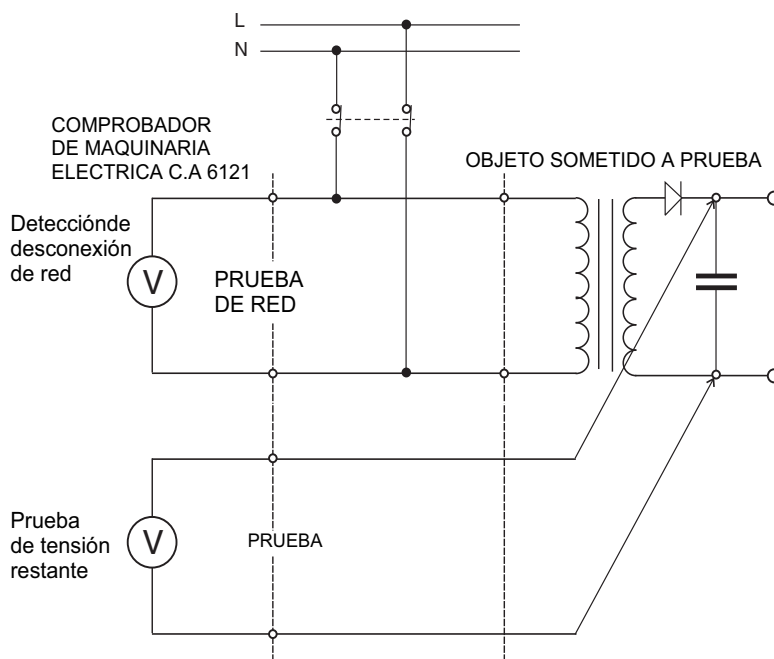 L
N
COMPROBADOR
DE MAQUINARIA
ELECTRICA C.A 6121
OBJETO SOMETIDO A PRUEBA
Detecciónde
desconexión
de red
V
PRUEBA
DE RED
Prueba
de tensión
restante
V
PRUEBA